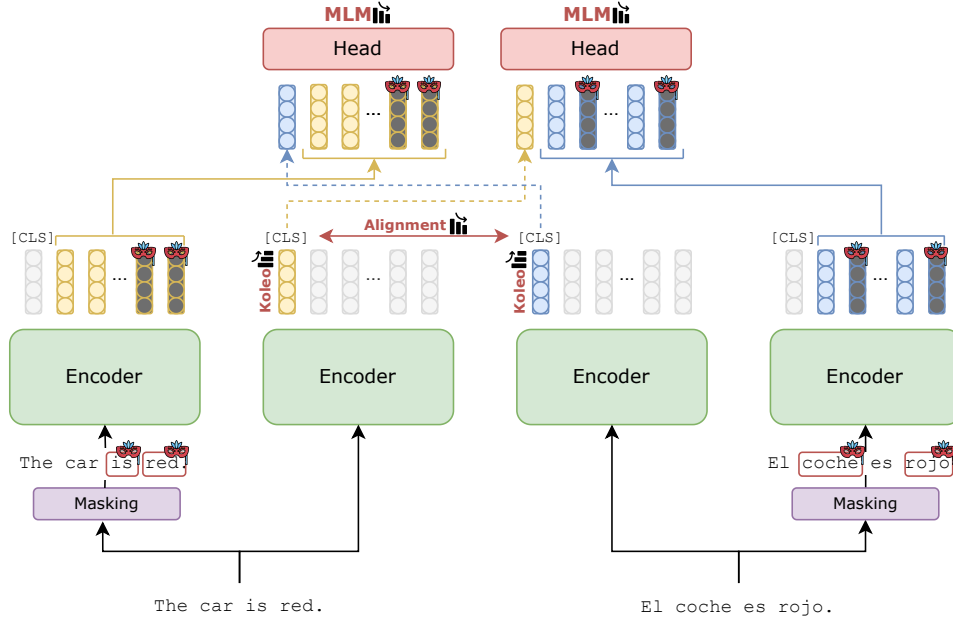 MLM MLM
Head Head
... ...
[CLS] [CLS] Alignment [CLS] [CLS]
Koleo Koleo
... ... ... ...
Encoder Encoder Encoder Encoder
The car is red. El coche es rojo.
Masking Masking
The car is red. El coche es rojo.